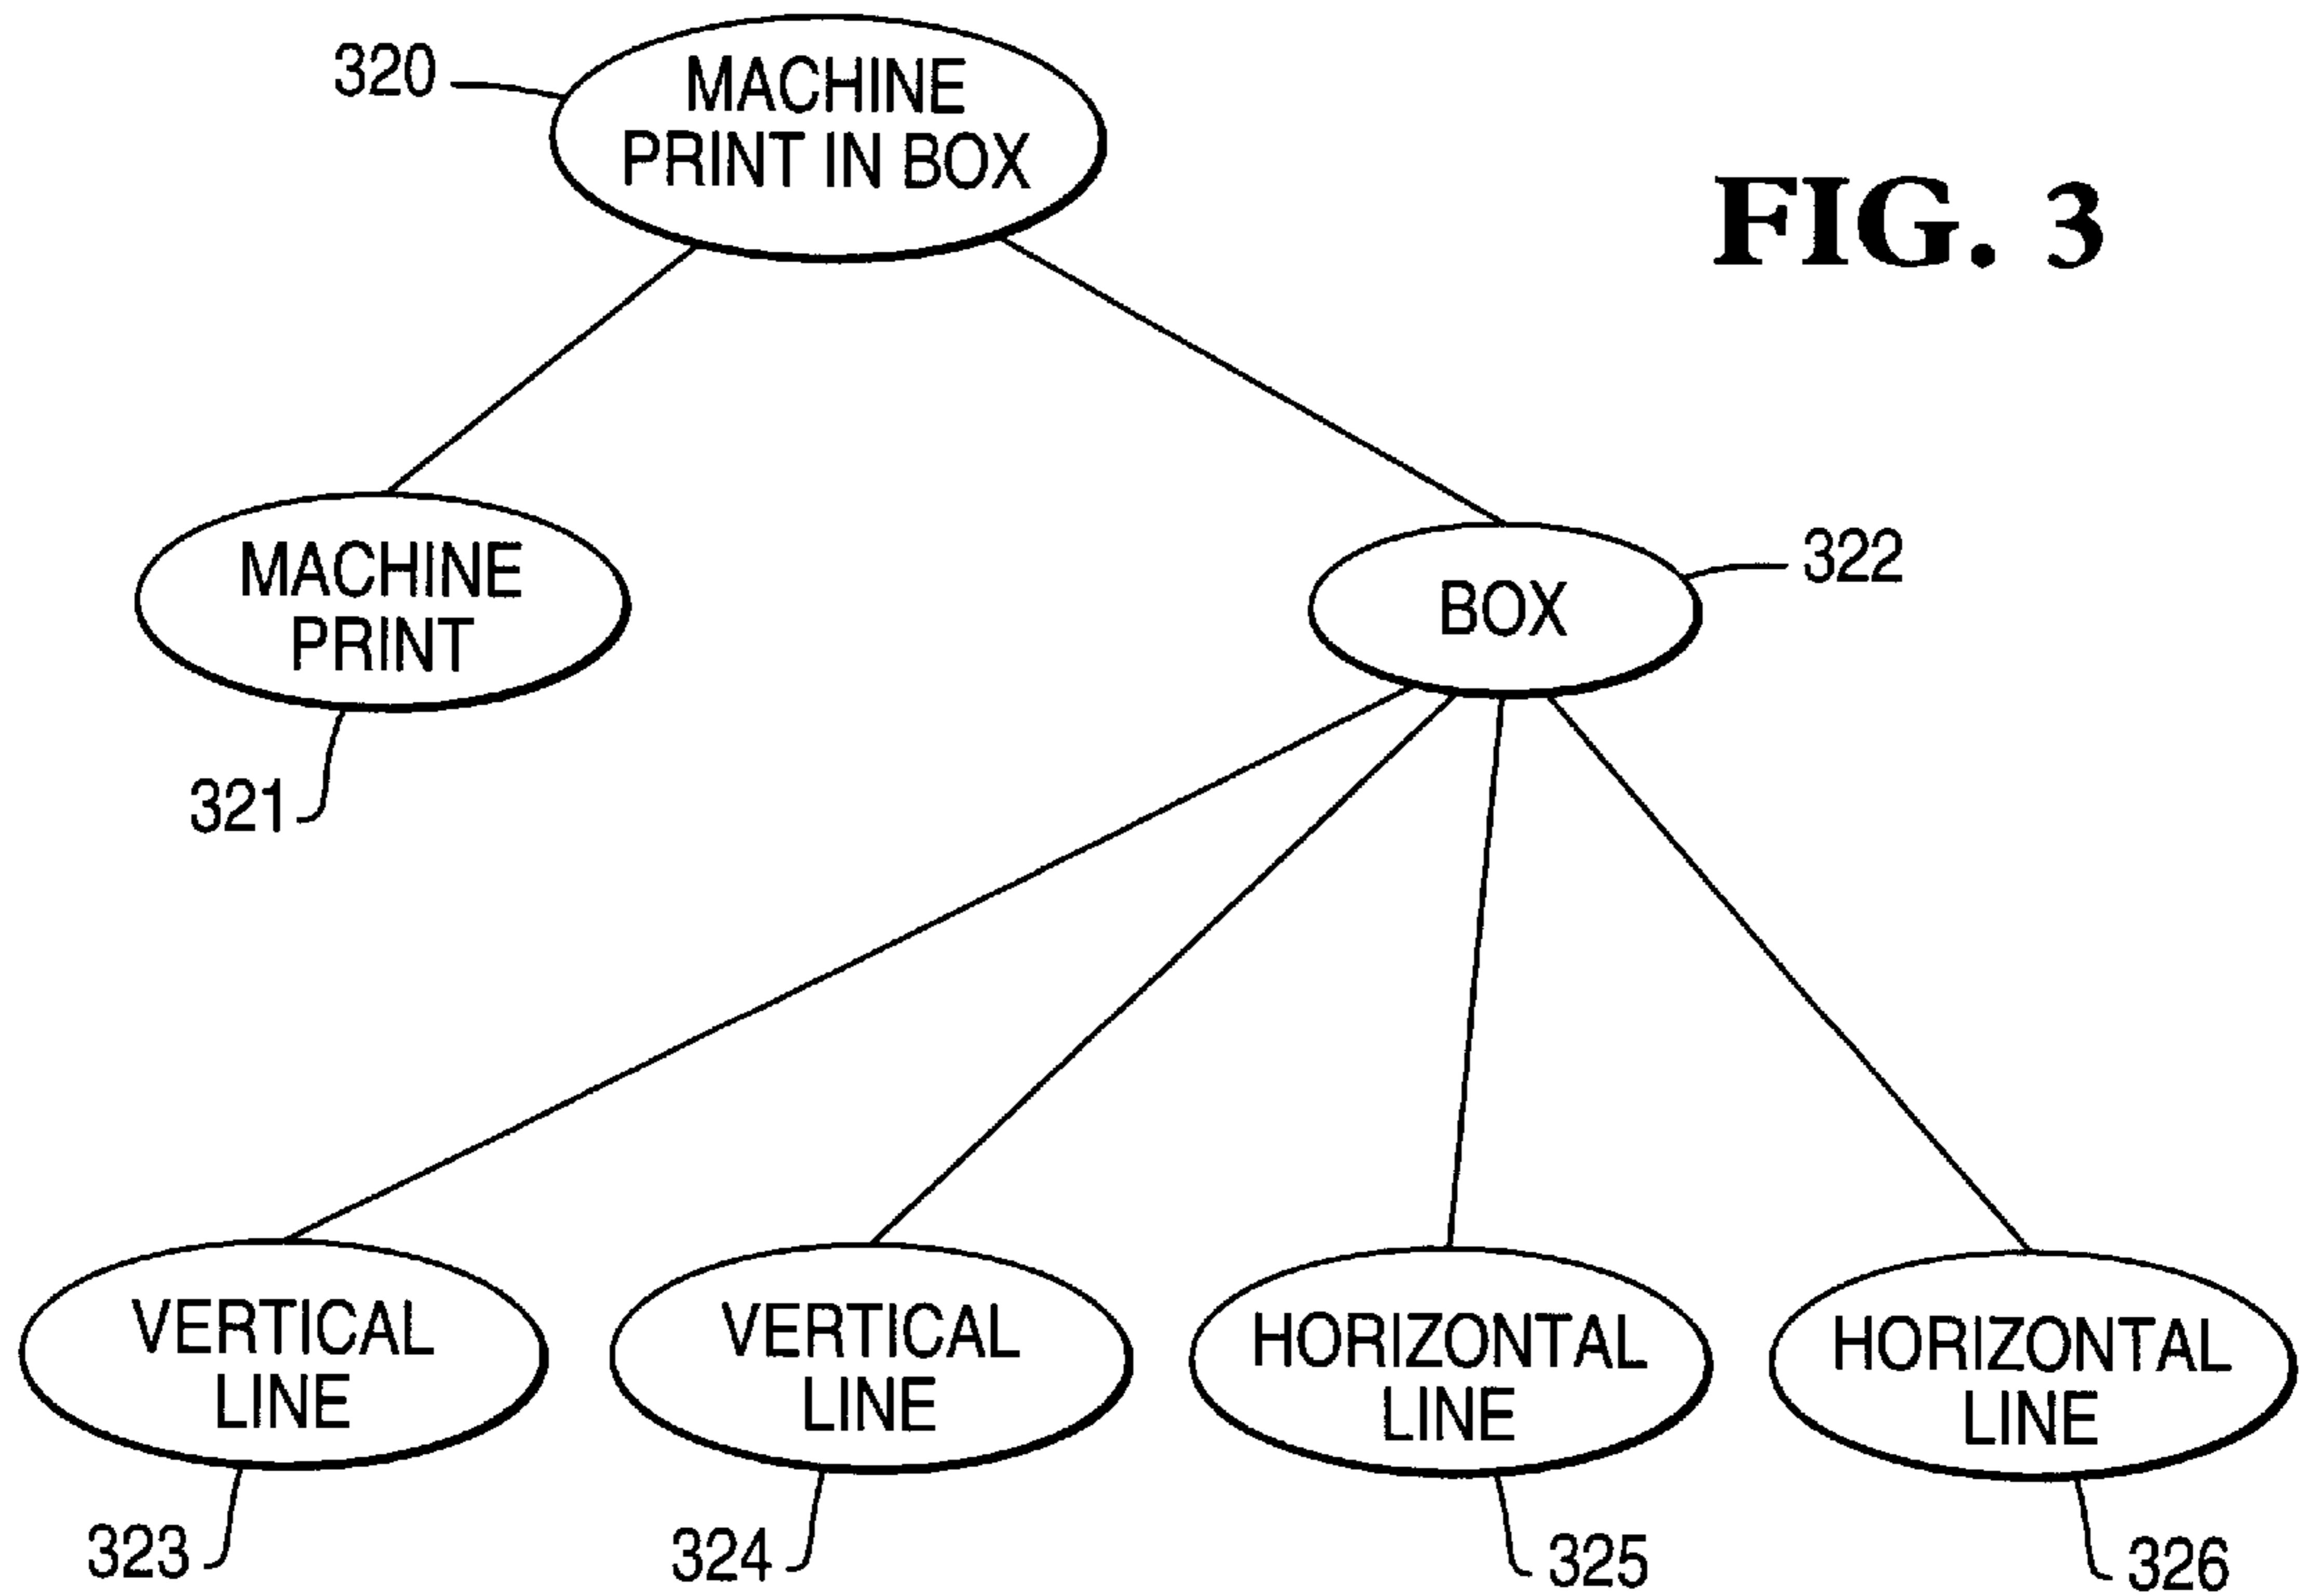 320
MACHINE
PRINT IN BOX
FIG. 3
MACHINE
PRINT
321
BOX
322
VERTICAL
LINE
323
VERTICAL
LINE
324
HORIZONTAL
LINE
325
HORIZONTAL
LINE
326